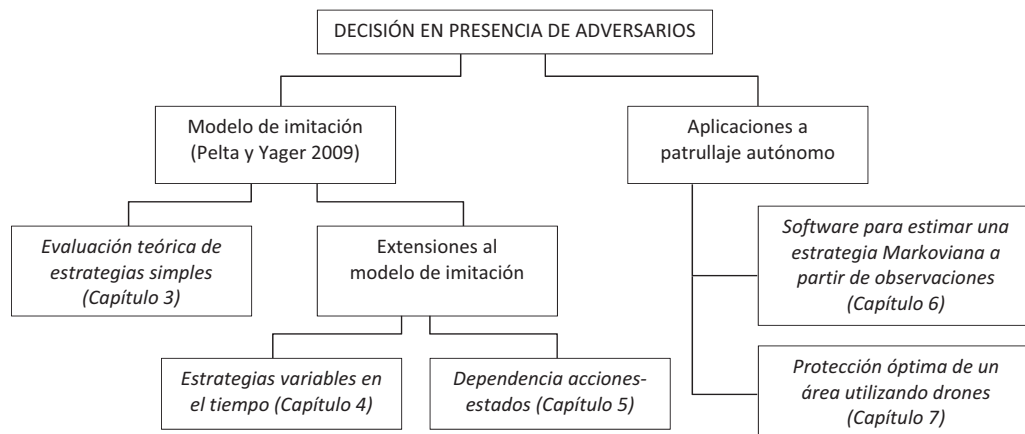 DECISIÓN EN PRESENCIA DE ADVERSARIOS
Modelo de imitación
(Pelta y Yager 2009)
Aplicaciones a
patrullaje autónomo
Evaluación teórica de
estrategias simples
(Capítulo 3)
Extensiones al
modelo de imitación
Software para estimar una
estrategia Markoviana a
partir de observaciones
(Capítulo 6)
Estrategias variables en
el tiempo (Capítulo 4)
Dependencia acciones-
estados (Capítulo 5)
Protección óptima de un
área utilizando drones
(Capítulo 7)